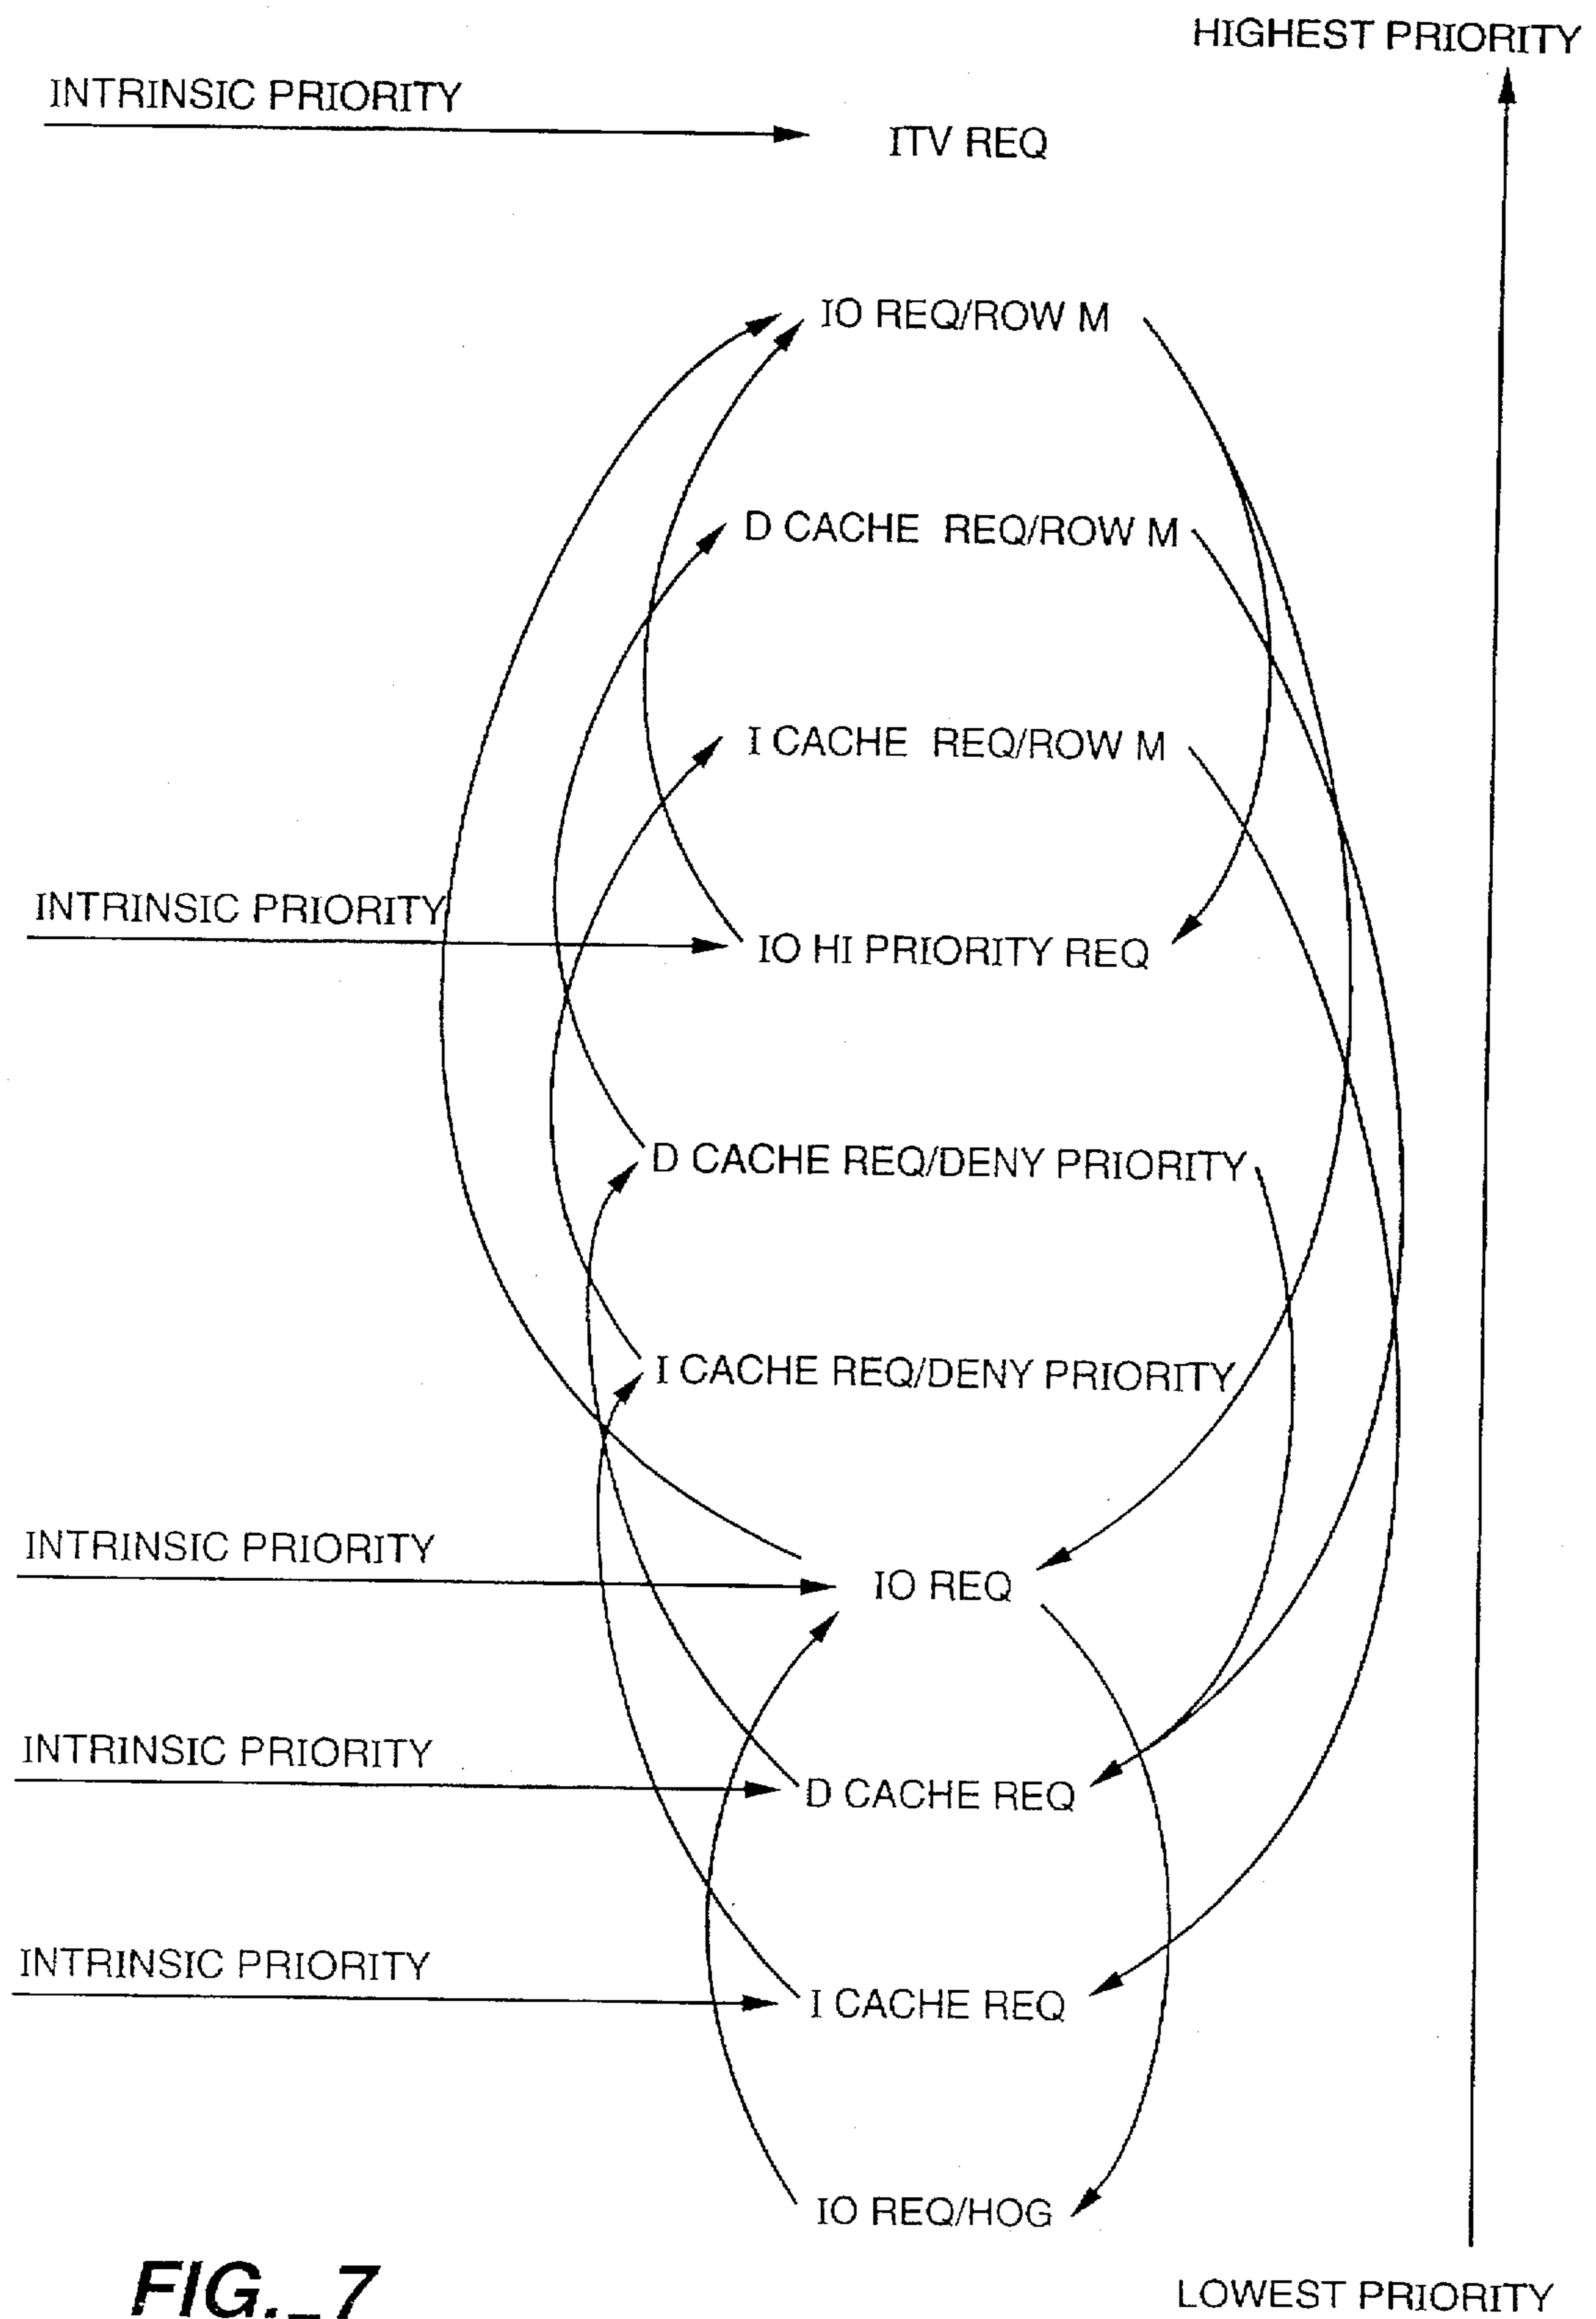 HIGHEST PRIORITY
INTRINSIC PRIORITY
ITV REQ
IO REQ/ROW M
D CACHE REQ/ROW M
I CACHE REQ/ROW M
INTRINSIC PRIORITY
IO HI PRIORITY REQ
D CACHE REQ/DENY PRIORITY
I CACHE REQ/DENY PRIORITY
INTRINSIC PRIORITY
IO REQ
INTRINSIC PRIORITY
D CACHE REQ
INTRINSIC PRIORITY
I CACHE REQ
IO REQ/HOG
FIG._7
LOWEST PRIORITY